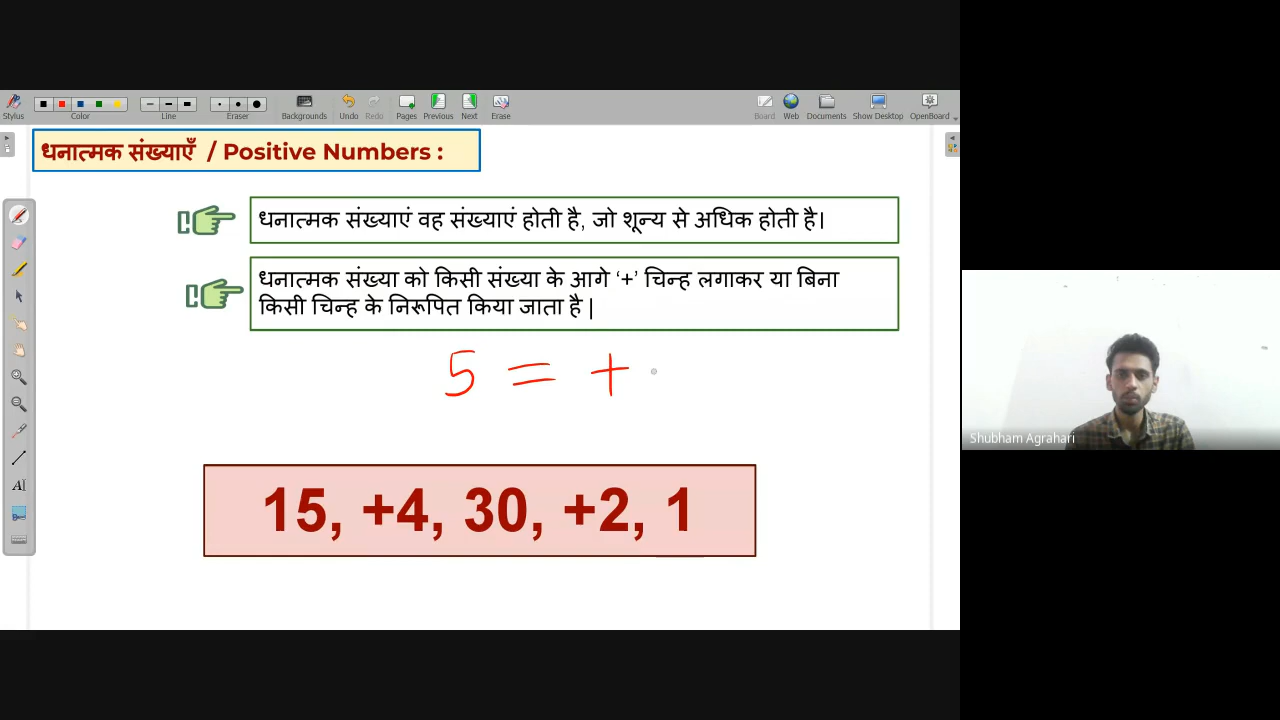 Stylus
Color
Line
Eraser
Backgrounds
Undo
Redo
Pages
Previous
Next
Erase
Board
Web
Documents
Show Desktop
OpenBoard
धनात्मक संख्याएँ / Positive Numbers :
धनात्मक संख्याएं वह संख्याएं होती है, जो शून्य से अधिक होती है।
धनात्मक संख्या को किसी संख्या के आगे ‘+’ चिन्ह लगाकर या बिना
किसी चिन्ह के निरूपित किया जाता है |
5 = +
15, +4, 30, +2, 1
Shubham Agrahari